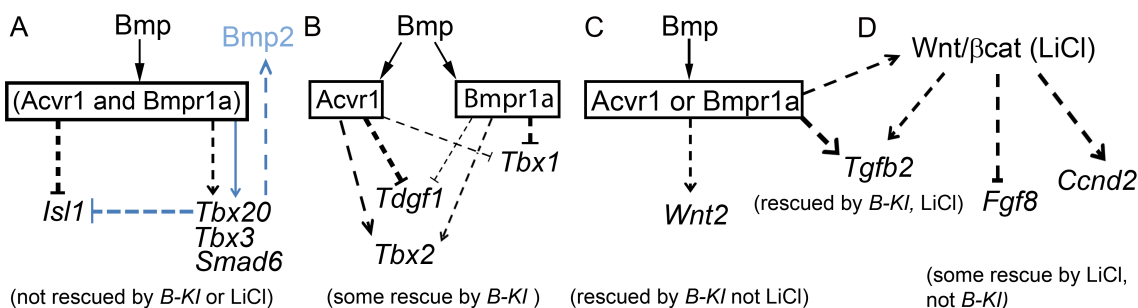 A
Bmp
Bmp2
(Acvr1 and Bmpr1a)
Isl1
Tbx20
Tbx3
Smad6
(not rescued by B-KI or LiCl)
B
Bmp
Acvr1
Bmpr1a
Tbx1
Tdgf1
Tbx2
(some rescue by B-KI )
C
Bmp
Acvr1 or Bmpr1a
Wnt2
(rescued by B-KI not LiCl)
D
Wnt/βcat (LiCl)
Tgfb2
(rescued by B-KI, LiCl)
Fgf8
Ccnd2
(some rescue by LiCl,
not B-KI)